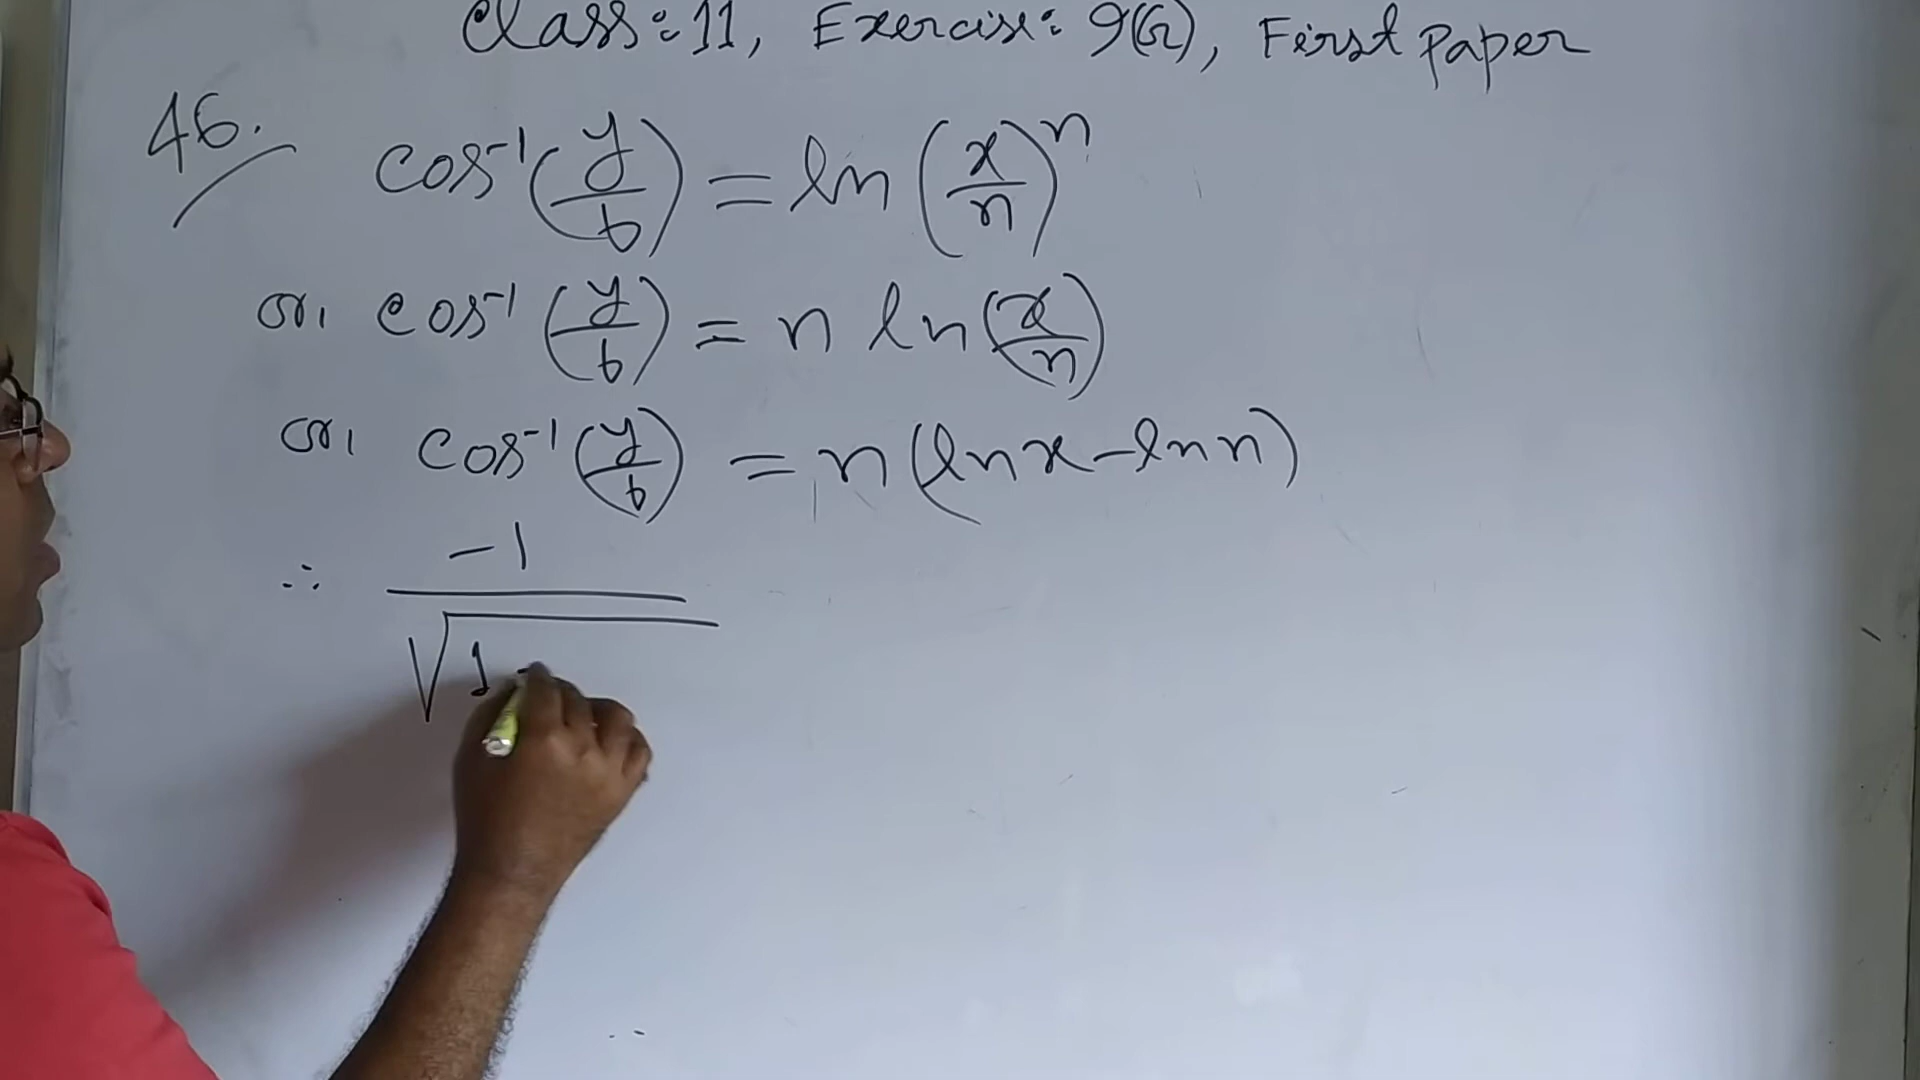 Class: 11, Exercise: 9(G), First Paper
46. cos⁻¹(y/b) = ln(x/n)ⁿ
or, cos⁻¹(y/b) = n ln(x/n)
or, cos⁻¹(y/b) = n(ln x - ln n)
∴ -1/√1 -